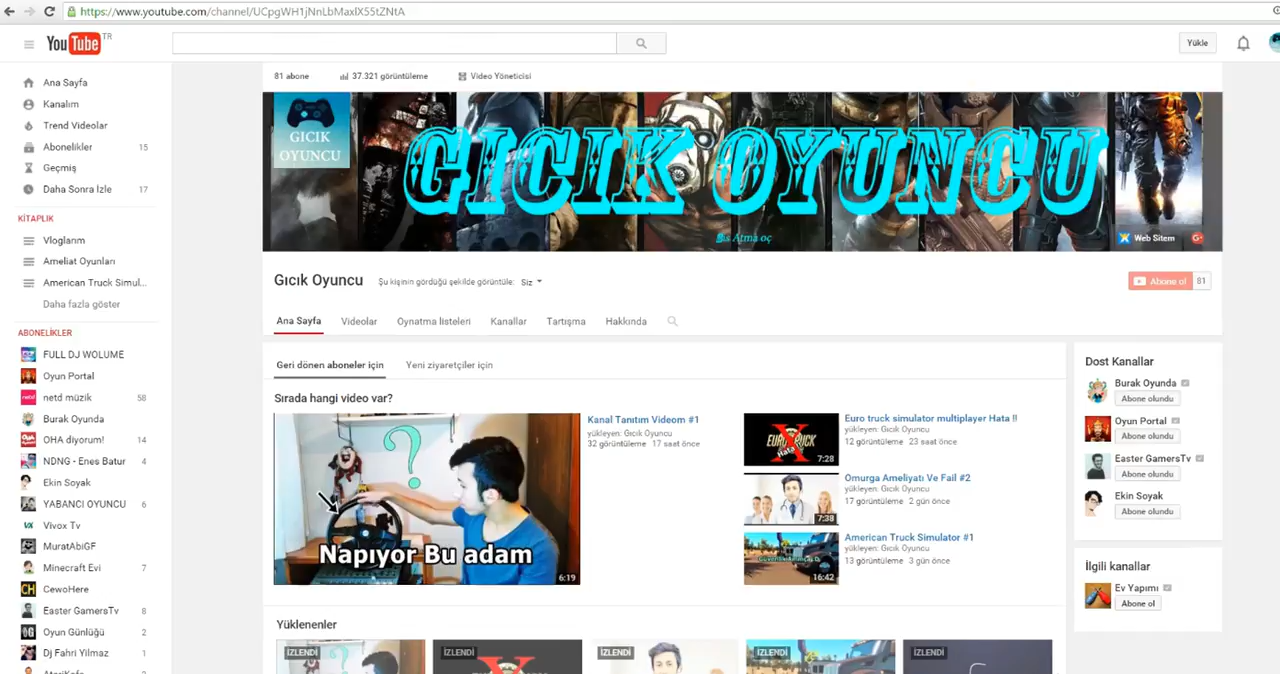 https://www.youtube.com/channel/UCpgWH1jNnLbMaxlX55tZNtA
YouTube TR
Yükle
81 abone
37.321 görüntüleme
Video Yöneticisi
GICIK
OYUNCU
GICIK OYUNCU
Web Sitem
G+
Ana Sayfa
Kanalım
Trend Videolar
Abonelikler 15
Geçmiş
Daha Sonra İzle 17
KİTAPLIK
Vloglarım
Ameliat Oyunları
American Truck Simul...
Daha fazla göster
ABONELİKLER
FULL DJ WOLUME
Oyun Portal
netd müzik 58
Burak Oyunda
OHA diyorum! 14
NDNG - Enes Batur 4
Ekin Soyak
YABANCI OYUNCU 6
Vivox Tv
MuratAbiGF
Minecraft Evi 7
CewoHere
Easter GamersTv 8
Oyun Günlüğü 2
Dj Fahri Yılmaz 1
Gıcık Oyuncu
Şu kişinin gördüğü şekilde görüntüle: Siz
Abone ol 81
Ana Sayfa
Videolar
Oynatma listeleri
Kanallar
Tartışma
Hakkında
Geri dönen aboneler için
Yeni ziyaretçiler için
Sırada hangi video var?
Napıyor Bu adam
6:19
Kanal Tanıtım Videom #1
yükleyen: Gıcık Oyuncu
32 görüntüleme 17 saat önce
EURO TRUCK
Hata
7:28
Euro truck simulator multiplayer Hata !!
yükleyen: Gıcık Oyuncu
12 görüntüleme 23 saat önce
7:38
Omurga Ameliyatı Ve Fail #2
yükleyen: Gıcık Oyuncu
17 görüntüleme 2 gün önce
16:42
American Truck Simulator #1
yükleyen: Gıcık Oyuncu
13 görüntüleme 3 gün önce
Yüklenenler
İZLENDİ
İZLENDİ
İZLENDİ
İZLENDİ
İZLENDİ
Dost Kanallar
Burak Oyunda
Abone olundu
Oyun Portal
Abone olundu
Easter GamersTv
Abone olundu
Ekin Soyak
Abone olundu
İlgili kanallar
Ev Yapımı
Abone ol